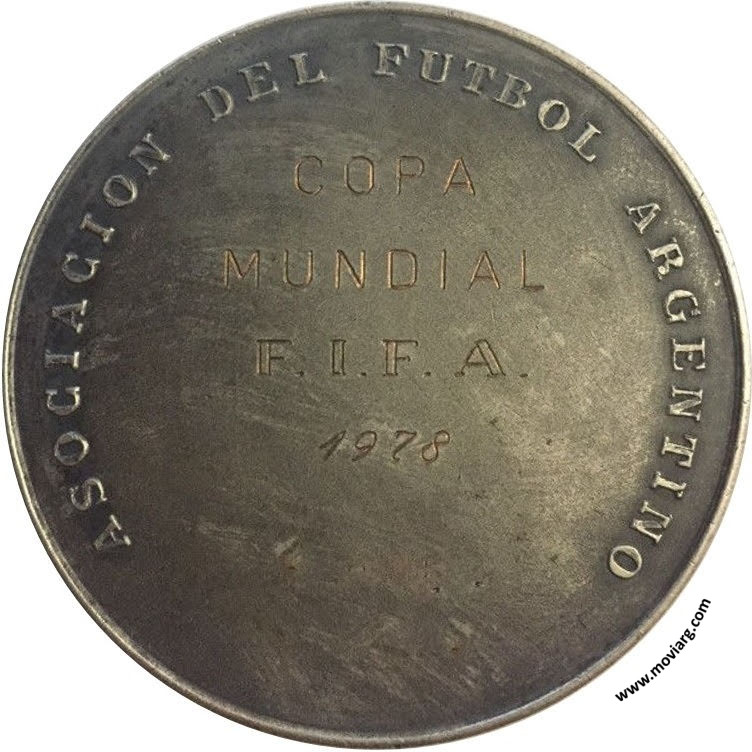 ASOCIACION DEL FUTBOL ARGENTINO
COPA
MUNDIAL
F.I.F.A.
1978
www.moviarg.com